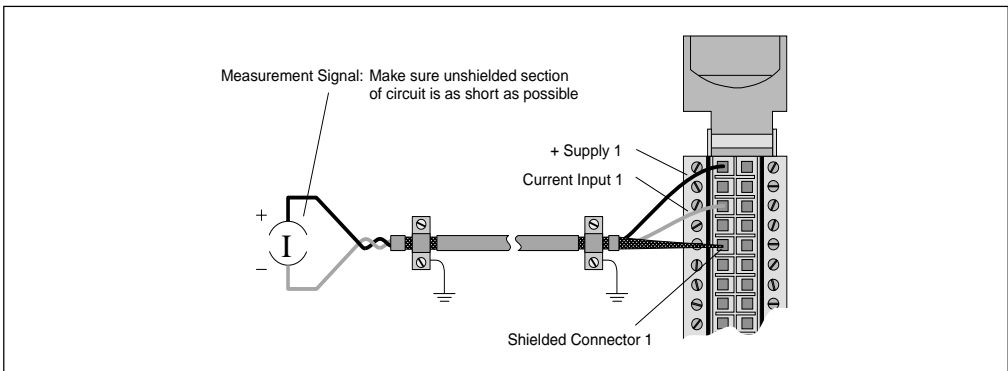 Measurement Signal: Make sure unshielded section
of circuit is as short as possible
+ Supply 1
Current Input 1
+
I
–
Shielded Connector 1